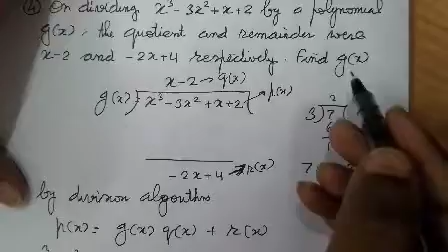 ④ On dividing x³-3x²+x+2 by a polynomial
g(x), the quotient and remainder were
x-2 and -2x+4 respectively. Find g(x)
x-2 → q(x)
g(x) ) x³-3x²+x+2 ( → p(x)
2
3 ) 7 (
6
1
-2x+4 → r(x)
7
by division algorithm
p(x) = g(x) q(x) + r(x)